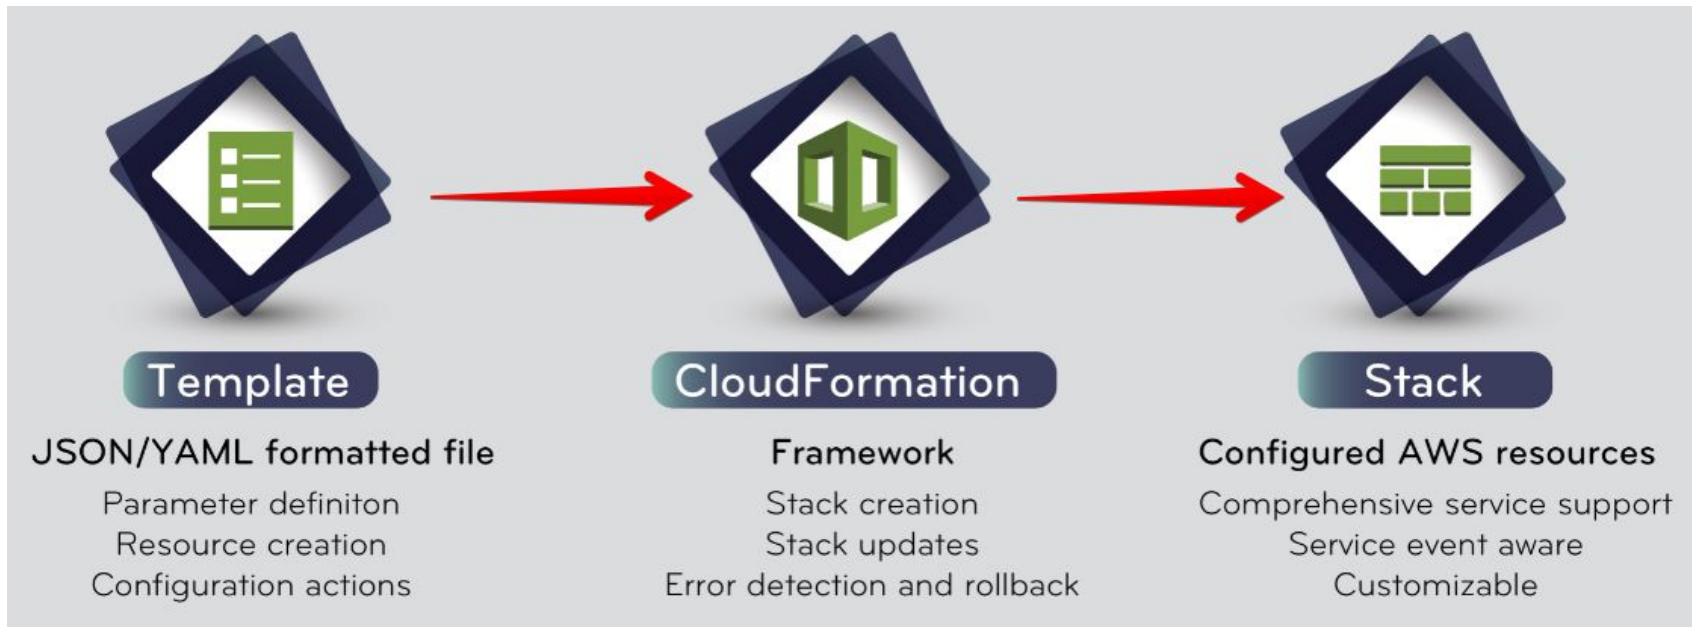 Template
JSON/YAML formatted file
Parameter definiton
Resource creation
Configuration actions
CloudFormation
Framework
Stack creation
Stack updates
Error detection and rollback
Stack
Configured AWS resources
Comprehensive service support
Service event aware
Customizable